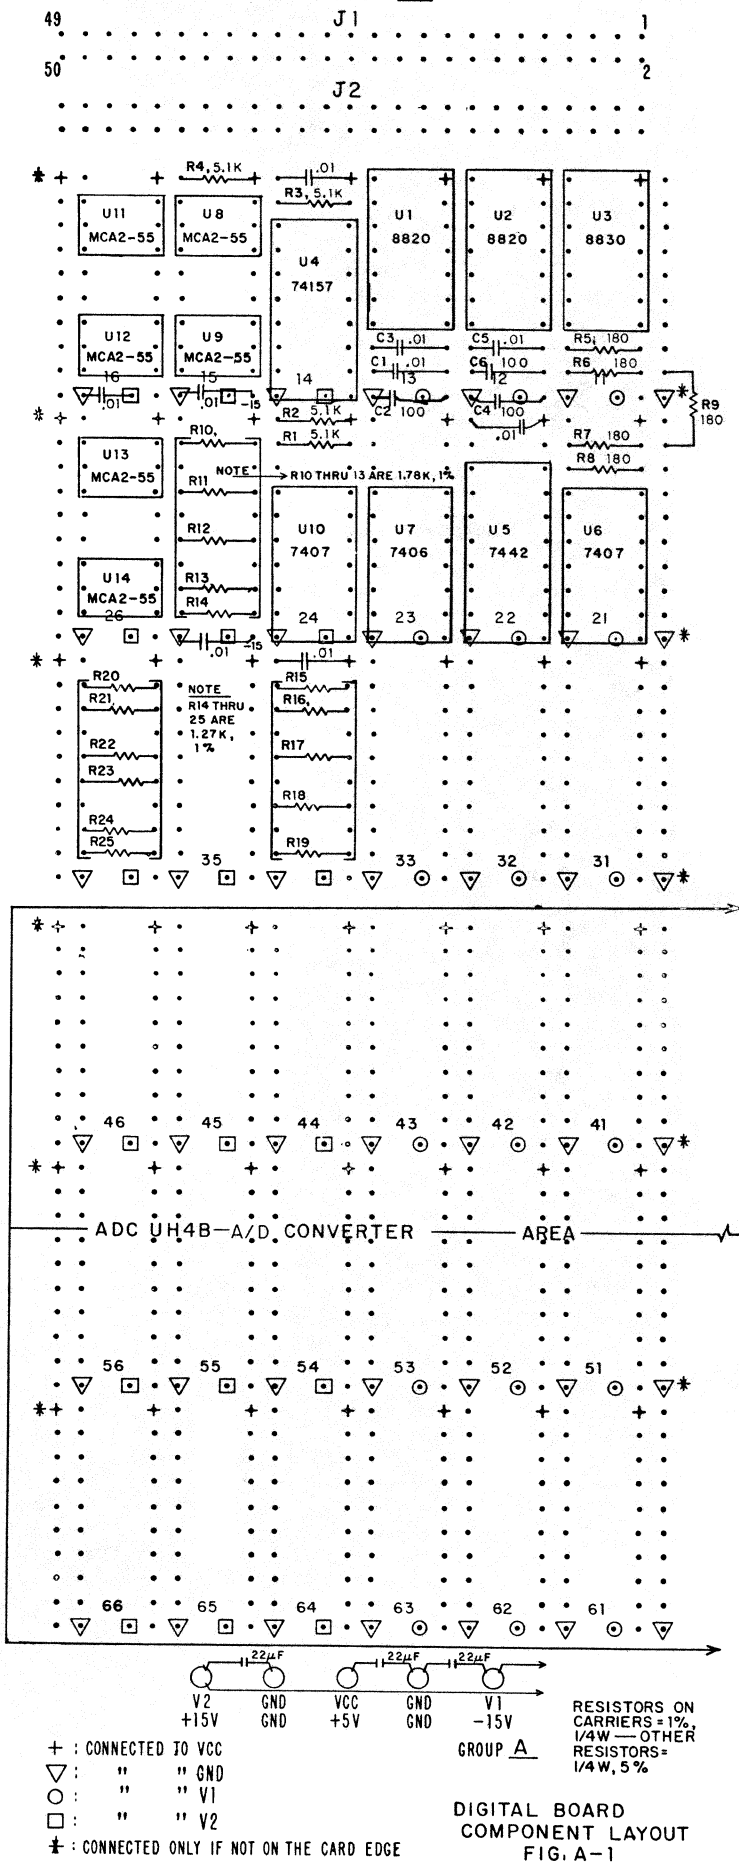 49 J1 1
50 2
J2
R4, 5.1K .01
R3, 5.1K
U11 MCA2-55
U8 MCA2-55
U4 74157
U1 8820
U2 8820
U3 8830
U12 MCA2-55
U9 MCA2-55
C3 .01
C5 .01
R5, 180
C1 .01
C6 100
R6 180
16 15 14 13 12 11
.01 .01 -15
C2 100
C4 100
R9 180
R2 5.1K
.01
R10,
R1 5.1K
R7 180
R8 180
U13 MCA2-55
R11
NOTE → R10 THRU 13 ARE 1.78K, 1%
R12
U10 7407
U7 7406
U5 7442
U6 7407
U14 MCA2-55
R13
R14
26 24 23 22 21
.01 -15 .01
R20
R21,
R22
R23
R24
R25
NOTE
R14 THRU
25 ARE
1.27K,
1%
R15
R16,
R17
R18
R19
35 33 32 31
46 45 44 43 42 41
ADC UH4B—A/D CONVERTER AREA
56 55 54 53 52 51
66 65 64 63 62 61
22µF 22µF 22µF
V2 GND VCC GND V1
+15V GND +5V GND -15V
RESISTORS ON
CARRIERS = 1%,
1/4W — OTHER
RESISTORS=
1/4W, 5%
GROUP A
+ : CONNECTED TO VCC
▽ : " " GND
○ : " " V1
□ : " " V2
* : CONNECTED ONLY IF NOT ON THE CARD EDGE
DIGITAL BOARD
COMPONENT LAYOUT
FIG. A-1